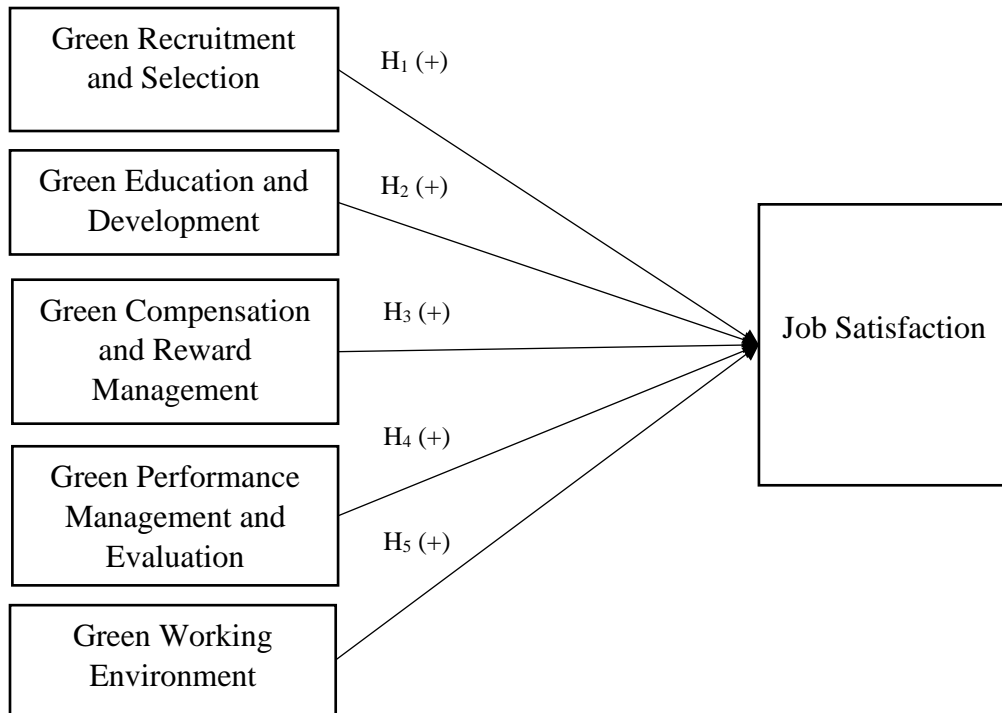 Green Recruitment
and Selection
H₁ (+)
Green Education and
Development
H₂ (+)
Green Compensation
and Reward
Management
H₃ (+)
Job Satisfaction
Green Performance
Management and
Evaluation
H₄ (+)
Green Working
Environment
H₅ (+)